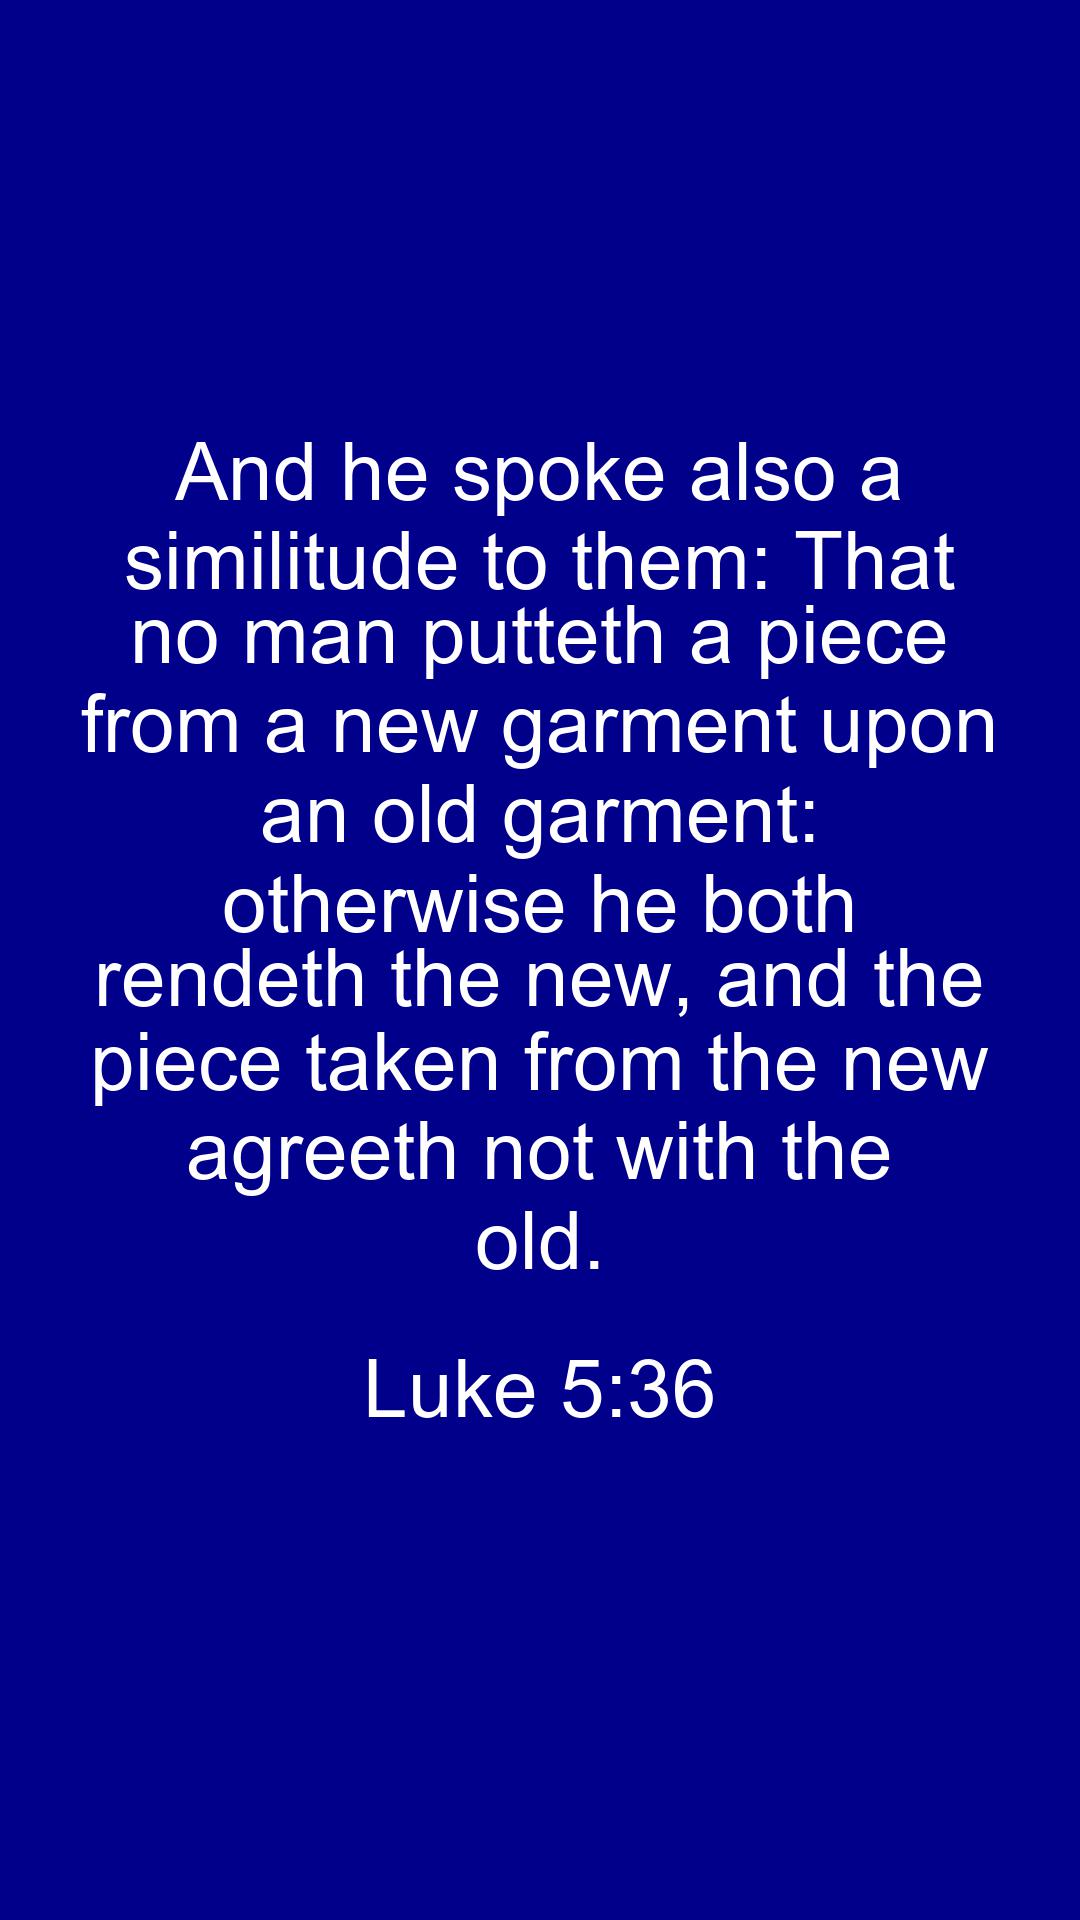 And he spoke also a
similitude to them: That
no man putteth a piece
from a new garment upon
an old garment:
otherwise he both
rendeth the new, and the
piece taken from the new
agreeth not with the
old.
Luke 5:36